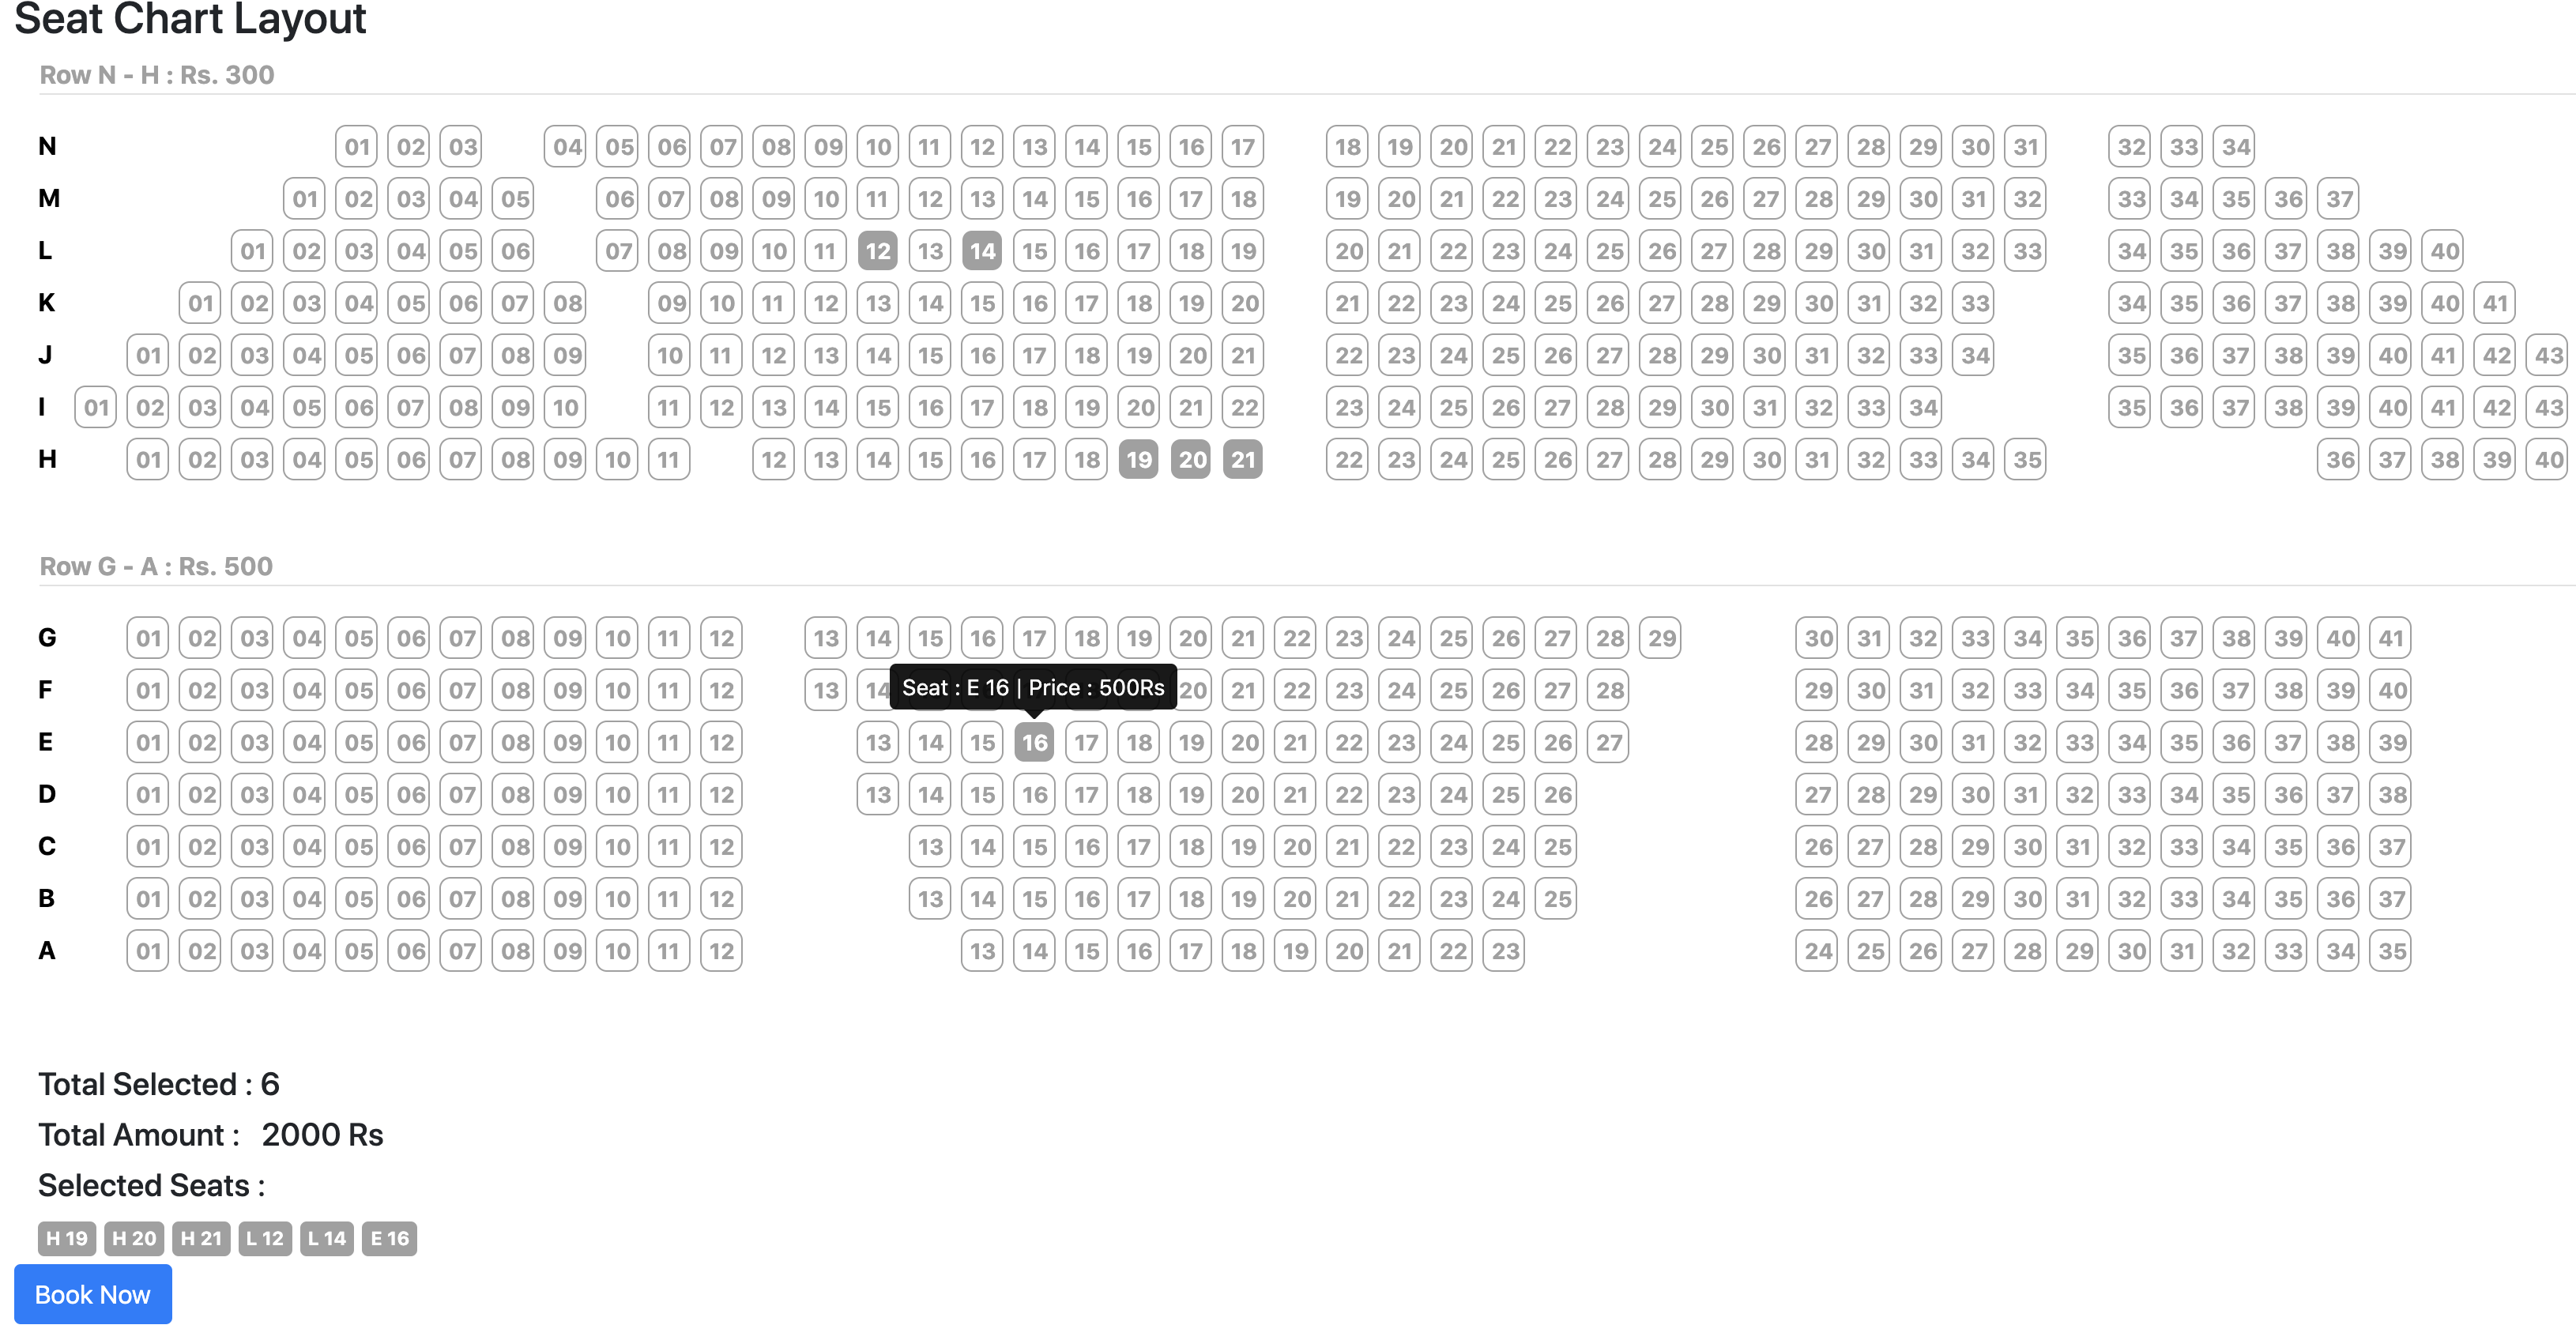 Seat Chart Layout
Row N - H : Rs. 300
N 01 02 03 04 05 06 07 08 09 10 11 12 13 14 15 16 17 18 19 20 21 22 23 24 25 26 27 28 29 30 31 32 33 34
M 01 02 03 04 05 06 07 08 09 10 11 12 13 14 15 16 17 18 19 20 21 22 23 24 25 26 27 28 29 30 31 32 33 34 35 36 37
L 01 02 03 04 05 06 07 08 09 10 11 12 13 14 15 16 17 18 19 20 21 22 23 24 25 26 27 28 29 30 31 32 33 34 35 36 37 38 39 40
K 01 02 03 04 05 06 07 08 09 10 11 12 13 14 15 16 17 18 19 20 21 22 23 24 25 26 27 28 29 30 31 32 33 34 35 36 37 38 39 40 41
J 01 02 03 04 05 06 07 08 09 10 11 12 13 14 15 16 17 18 19 20 21 22 23 24 25 26 27 28 29 30 31 32 33 34 35 36 37 38 39 40 41 42 43
I 01 02 03 04 05 06 07 08 09 10 11 12 13 14 15 16 17 18 19 20 21 22 23 24 25 26 27 28 29 30 31 32 33 34 35 36 37 38 39 40 41 42 43
H 01 02 03 04 05 06 07 08 09 10 11 12 13 14 15 16 17 18 19 20 21 22 23 24 25 26 27 28 29 30 31 32 33 34 35 36 37 38 39 40
Row G - A : Rs. 500
G 01 02 03 04 05 06 07 08 09 10 11 12 13 14 15 16 17 18 19 20 21 22 23 24 25 26 27 28 29 30 31 32 33 34 35 36 37 38 39 40 41
F 01 02 03 04 05 06 07 08 09 10 11 12 13 14 20 21 22 23 24 25 26 27 28 29 30 31 32 33 34 35 36 37 38 39 40
Seat : E 16 | Price : 500Rs
E 01 02 03 04 05 06 07 08 09 10 11 12 13 14 15 16 17 18 19 20 21 22 23 24 25 26 27 28 29 30 31 32 33 34 35 36 37 38 39
D 01 02 03 04 05 06 07 08 09 10 11 12 13 14 15 16 17 18 19 20 21 22 23 24 25 26 27 28 29 30 31 32 33 34 35 36 37 38
C 01 02 03 04 05 06 07 08 09 10 11 12 13 14 15 16 17 18 19 20 21 22 23 24 25 26 27 28 29 30 31 32 33 34 35 36 37
B 01 02 03 04 05 06 07 08 09 10 11 12 13 14 15 16 17 18 19 20 21 22 23 24 25 26 27 28 29 30 31 32 33 34 35 36 37
A 01 02 03 04 05 06 07 08 09 10 11 12 13 14 15 16 17 18 19 20 21 22 23 24 25 26 27 28 29 30 31 32 33 34 35
Total Selected : 6
Total Amount : 2000 Rs
Selected Seats :
H 19 H 20 H 21 L 12 L 14 E 16
Book Now